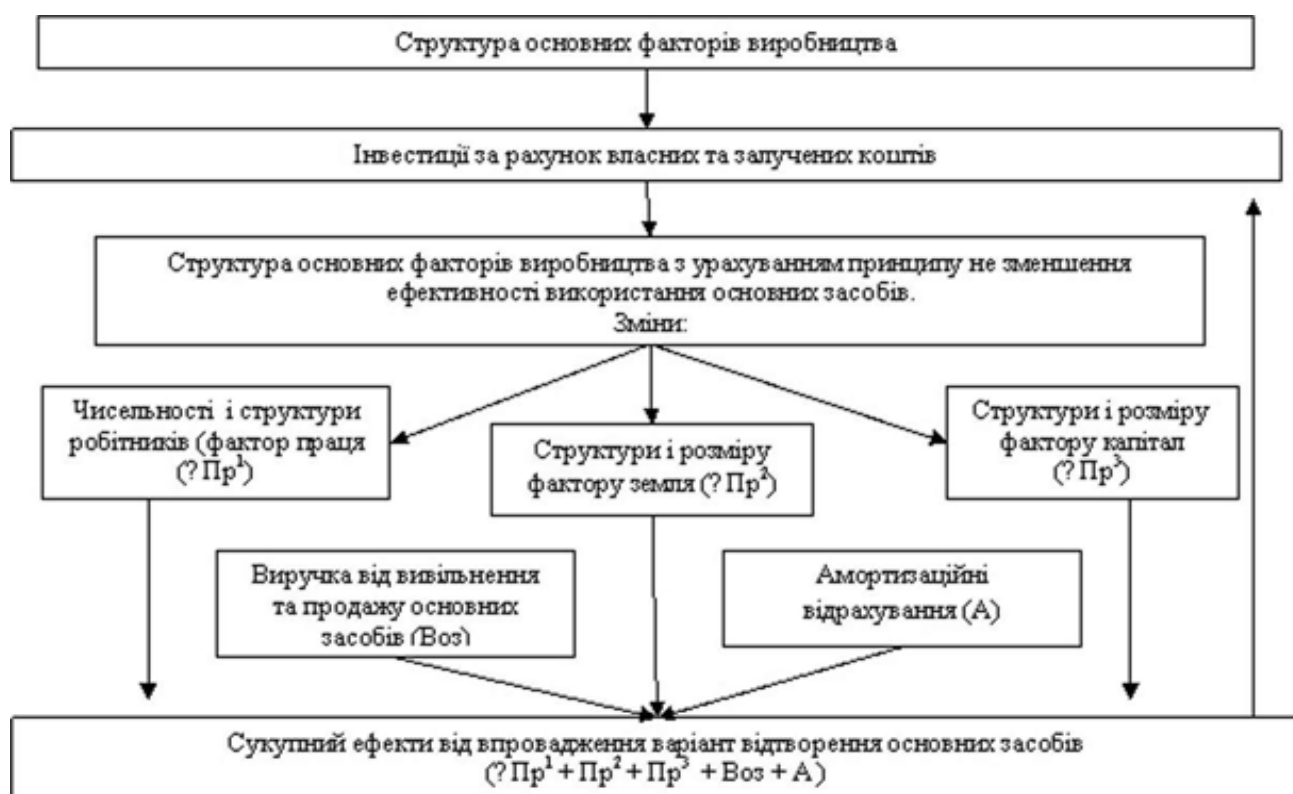 Структура основних факторів виробництва
Інвестиції за рахунок власних та залучених коштів
Структура основних факторів виробництва з урахуванням принципу не зменшення
ефективності використання основних засобів.
Зміни:
Чисельності і структури
робітників (фактор праця
(?Пр¹)
Структури і розміру
фактору земля (?Пр²)
Структури і розміру
фактору капітал
(?Пр³)
Виручка від вивільнення
та продажу основних
засобів (Воз)
Амортизаційні
відрахування (А)
Сукупний ефекти від впровадження варіант відтворення основних засобів
(?Пр¹ + Пр² + Пр³ + Воз + А)